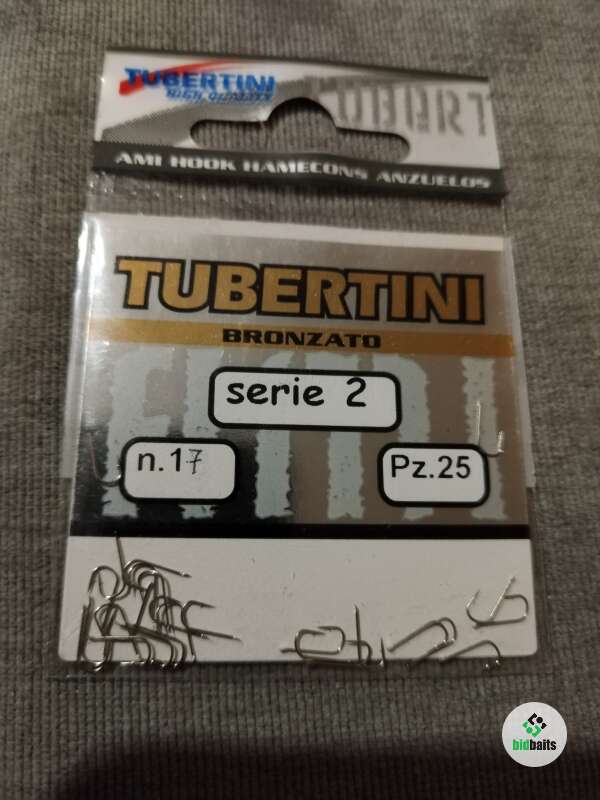 TUBERTINI
HIGH QUALITY
AMI HOOK HAMECONS ANZUELOS
TUBERTINI
BRONZATO
serie 2
n.17
Pz.25
bidbaits